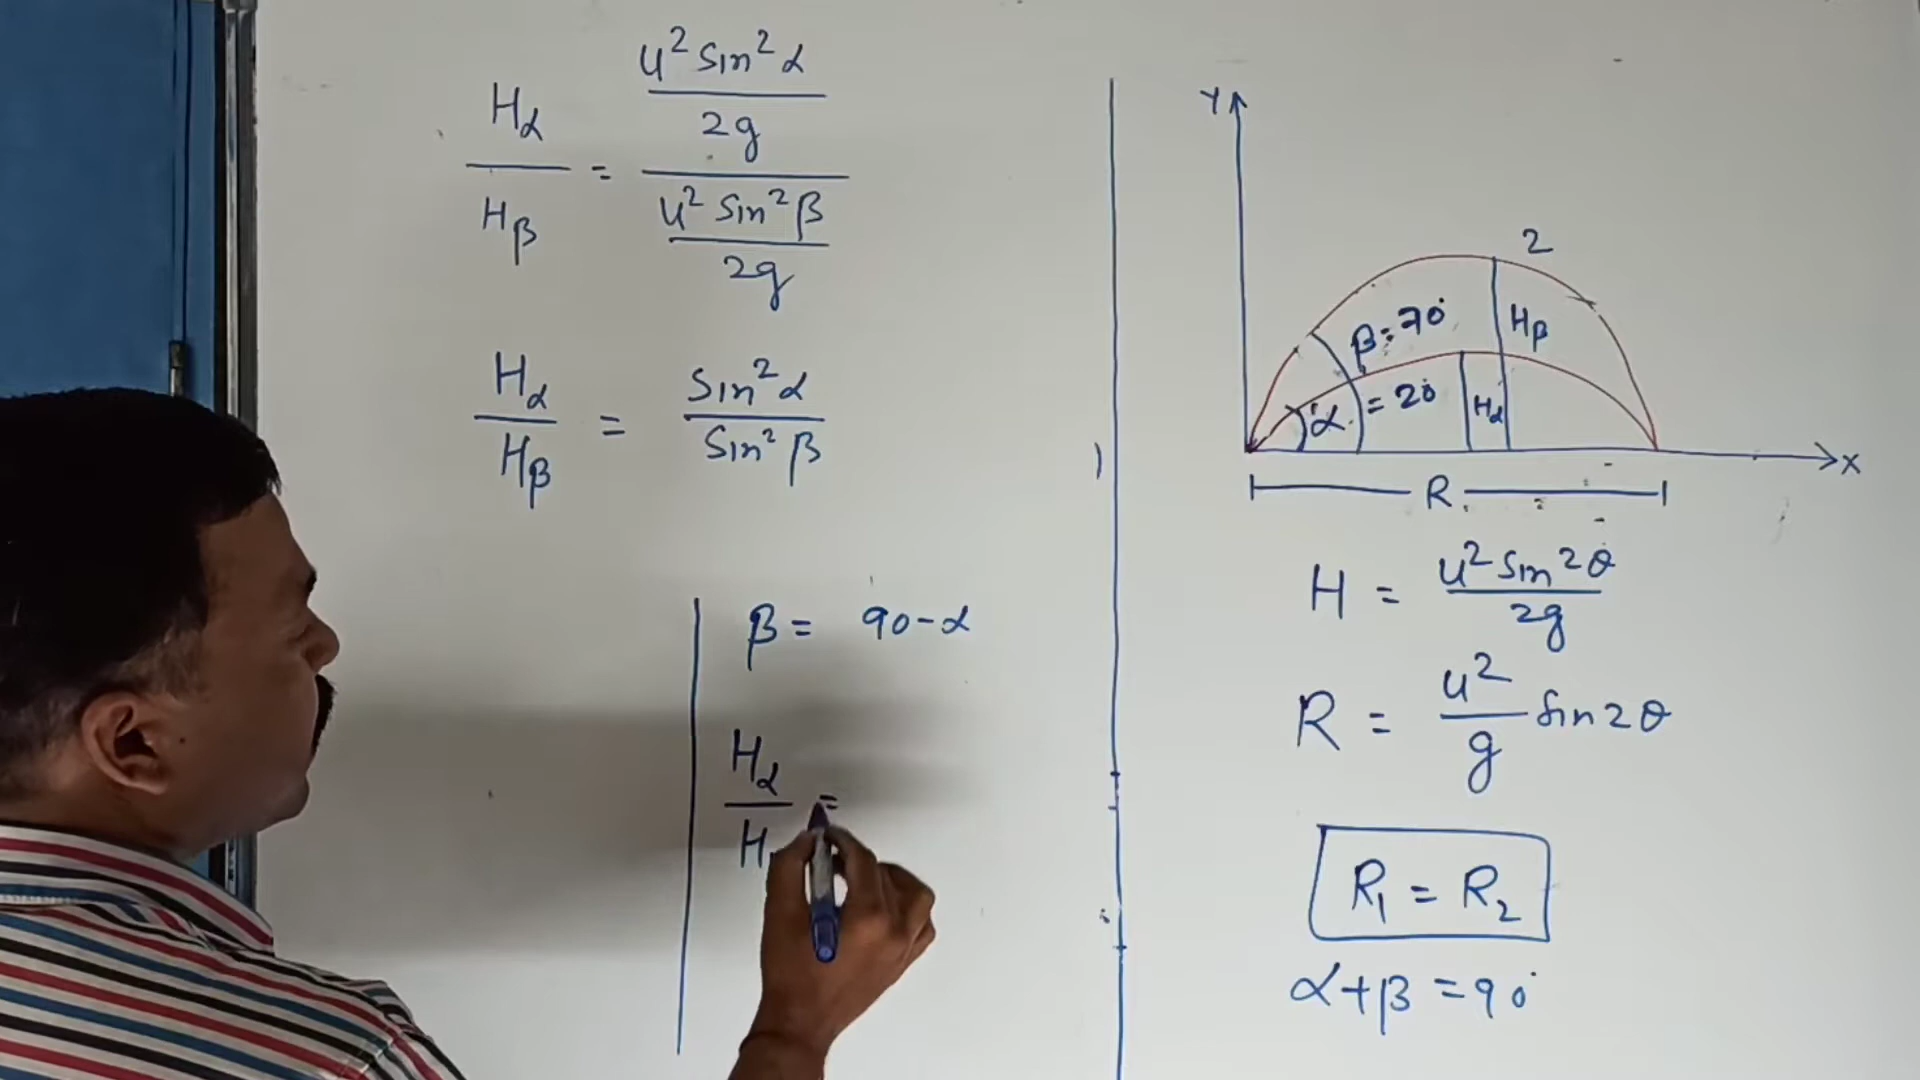 Hα / Hβ = (u² Sin² α / 2g) / (u² Sin² β / 2g)
Hα / Hβ = Sin² α / Sin² β
β = 90-α
Hα / H =
Y
2
β = 70°
Hβ
α = 20°
Hα
X
R
H = u² Sin 2θ / 2g
R = u² / g Sin 2θ
R₁ = R₂
α+β = 90°